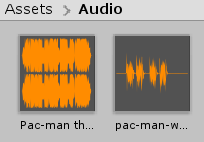 Assets > Audio
Pac-man th... pac-man-w...